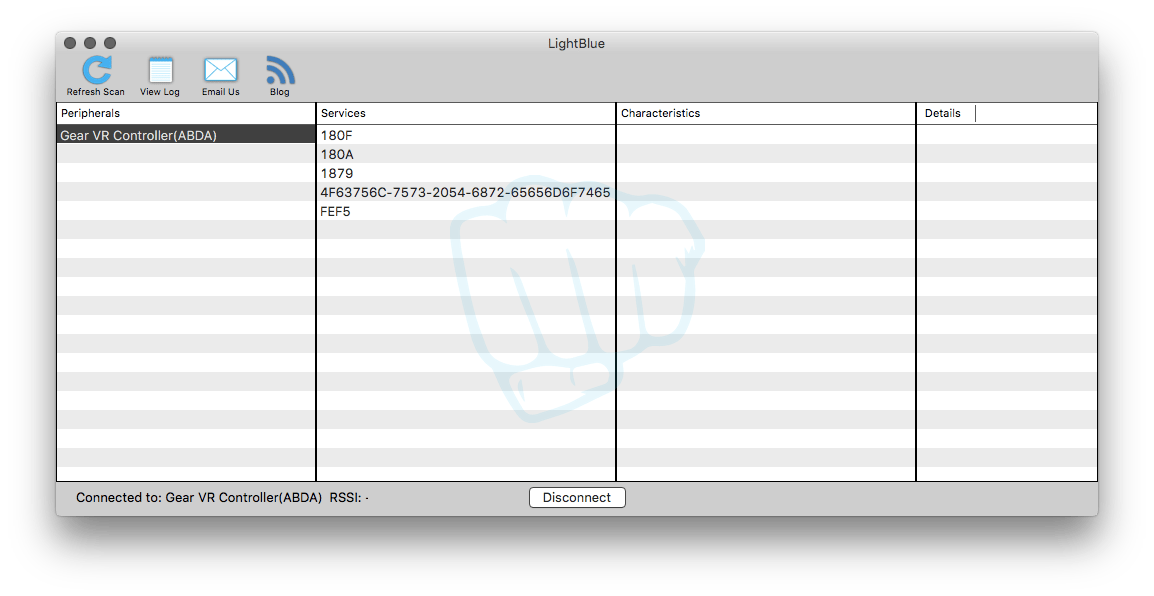 LightBlue
Refresh Scan View Log Email Us Blog
Peripherals Services Characteristics Details
Gear VR Controller(ABDA) 180F
180A
1879
4F63756C-7573-2054-6872-65656D6F7465
FEF5
Connected to: Gear VR Controller(ABDA) RSSI: - Disconnect